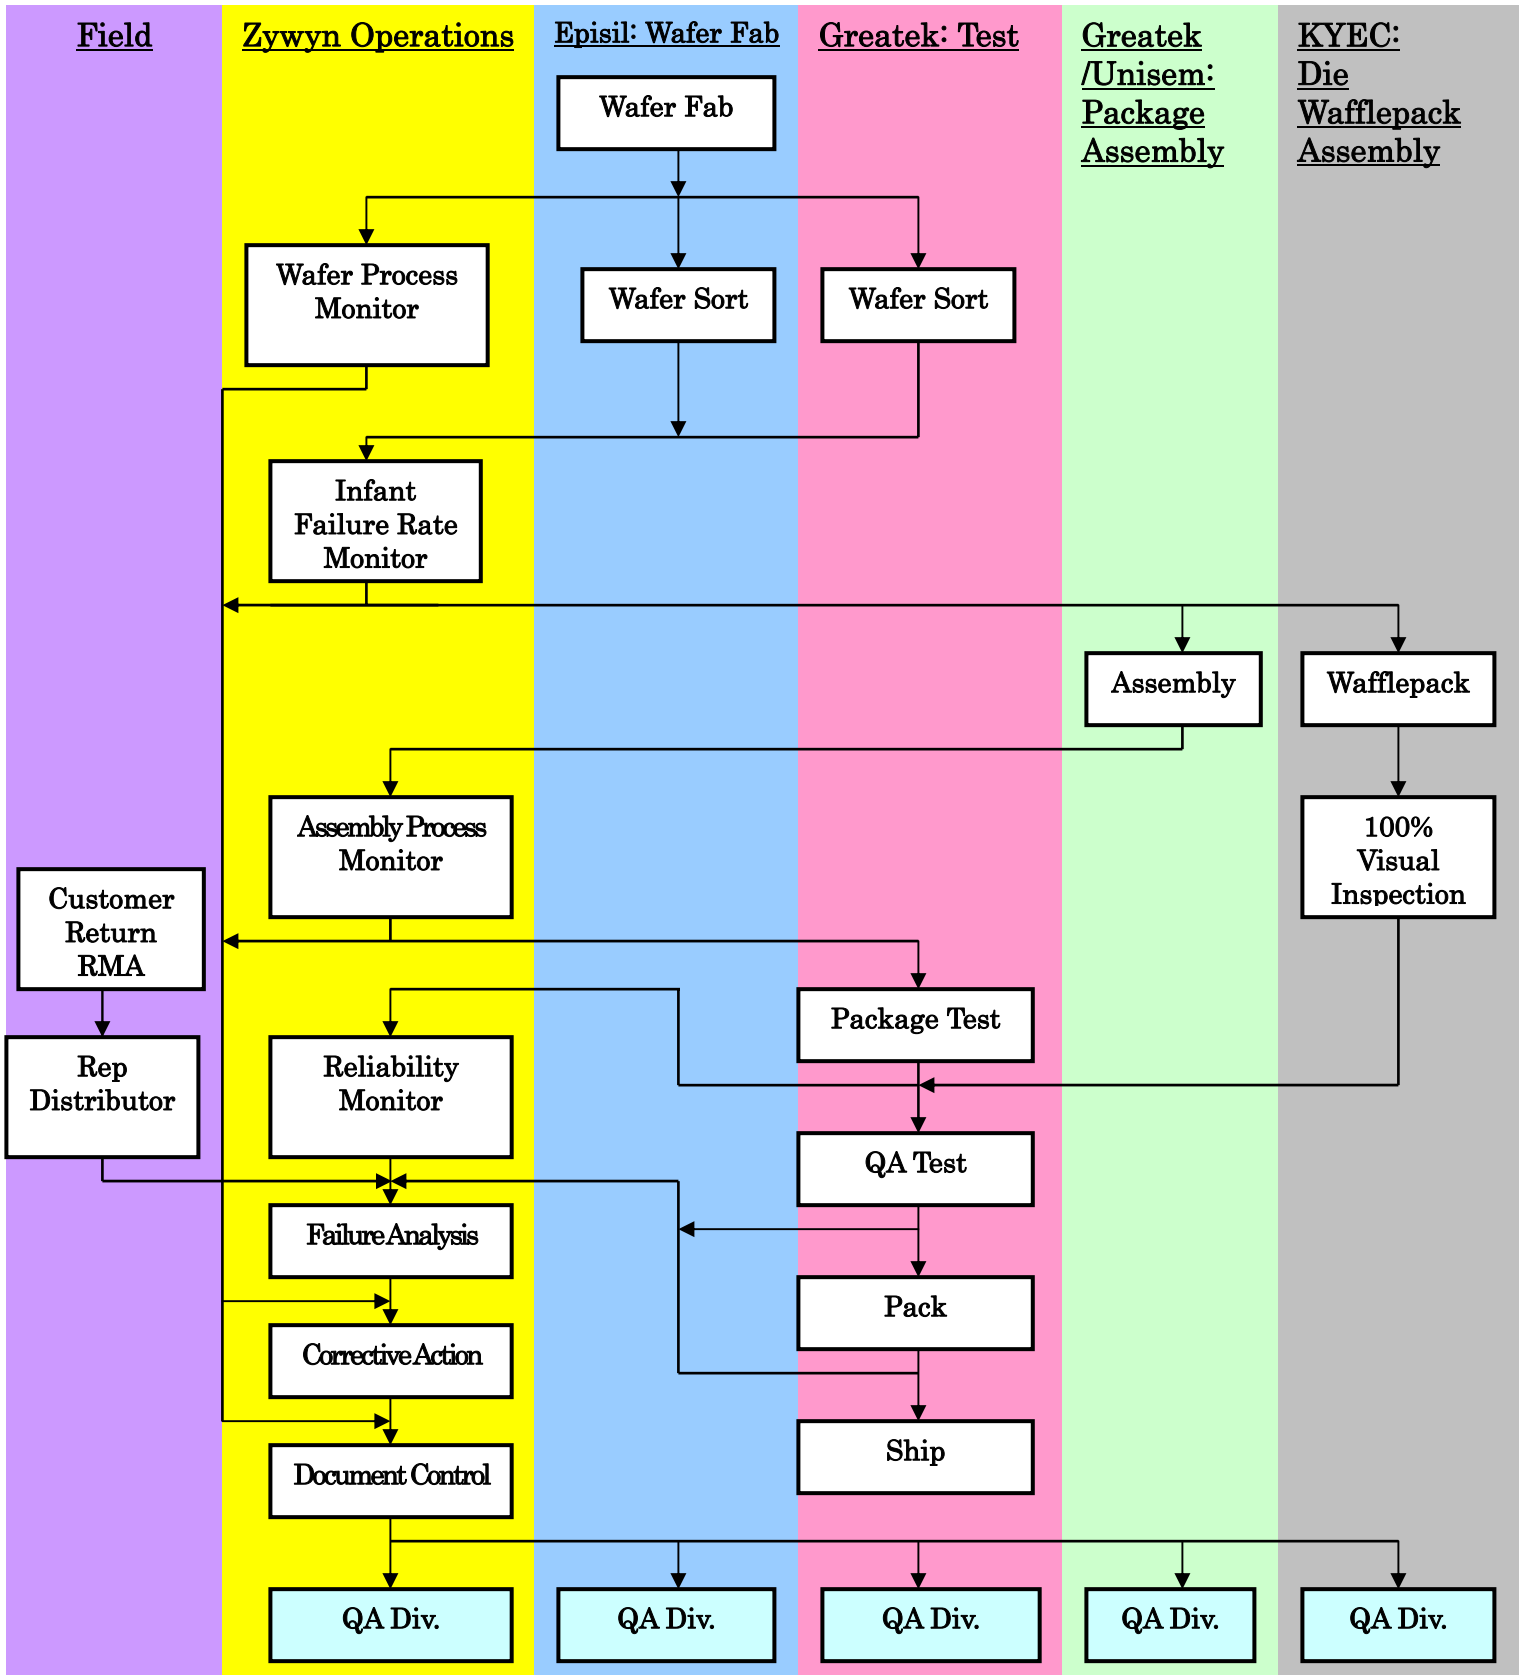 Field
Zywyn Operations
Episil: Wafer Fab
Greatek: Test
Greatek
/Unisem:
Package
Assembly
KYEC:
Die
Wafflepack
Assembly
Wafer Fab
Wafer Process
Monitor
Wafer Sort
Wafer Sort
Infant
Failure Rate
Monitor
Assembly
Wafflepack
Assembly Process
Monitor
100%
Visual
Inspection
Customer
Return
RMA
Package Test
Rep
Distributor
Reliability
Monitor
QA Test
Failure Analysis
Pack
Corrective Action
Ship
Document Control
QA Div.
QA Div.
QA Div.
QA Div.
QA Div.